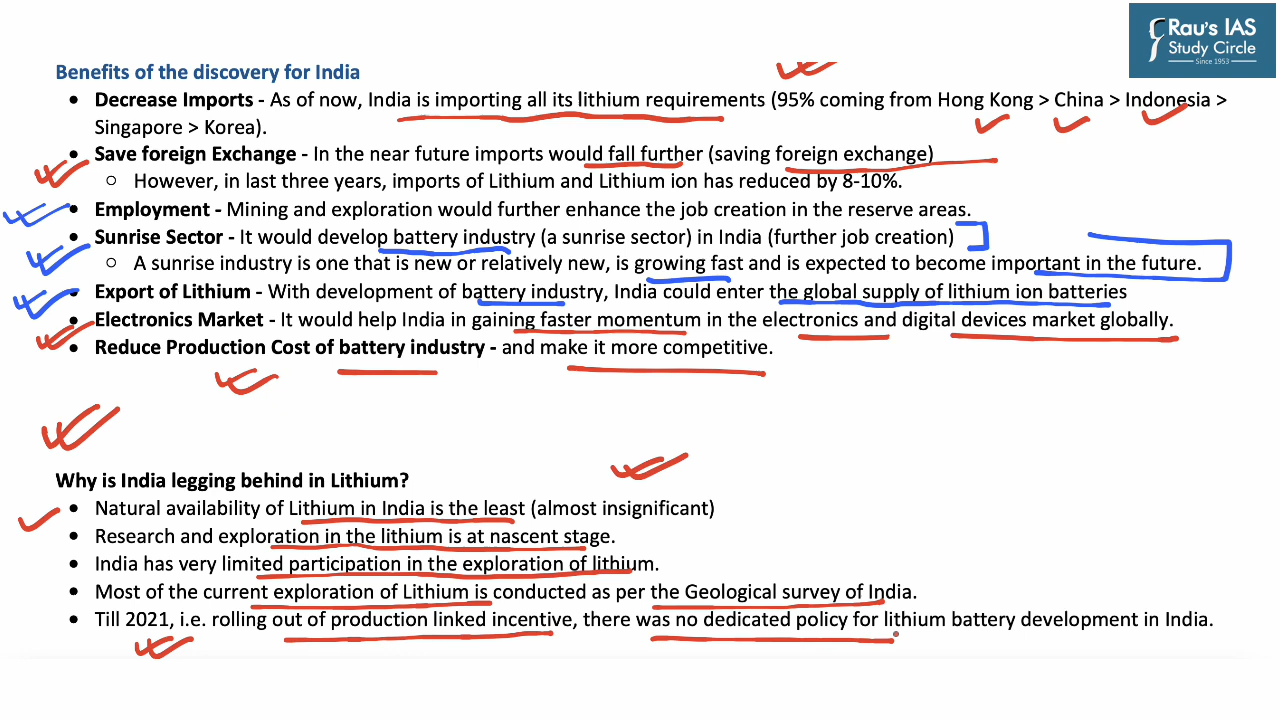 Rau's IAS
Study Circle
Since 1953
Benefits of the discovery for India
• Decrease Imports - As of now, India is importing all its lithium requirements (95% coming from Hong Kong > China > Indonesia >
Singapore > Korea).
• Save foreign Exchange - In the near future imports would fall further (saving foreign exchange)
○ However, in last three years, imports of Lithium and Lithium ion has reduced by 8-10%.
• Employment - Mining and exploration would further enhance the job creation in the reserve areas.
• Sunrise Sector - It would develop battery industry (a sunrise sector) in India (further job creation)
○ A sunrise industry is one that is new or relatively new, is growing fast and is expected to become important in the future.
• Export of Lithium - With development of battery industry, India could enter the global supply of lithium ion batteries
• Electronics Market - It would help India in gaining faster momentum in the electronics and digital devices market globally.
• Reduce Production Cost of battery industry - and make it more competitive.
Why is India legging behind in Lithium?
• Natural availability of Lithium in India is the least (almost insignificant)
• Research and exploration in the lithium is at nascent stage.
• India has very limited participation in the exploration of lithium.
• Most of the current exploration of Lithium is conducted as per the Geological survey of India.
• Till 2021, i.e. rolling out of production linked incentive, there was no dedicated policy for lithium battery development in India.